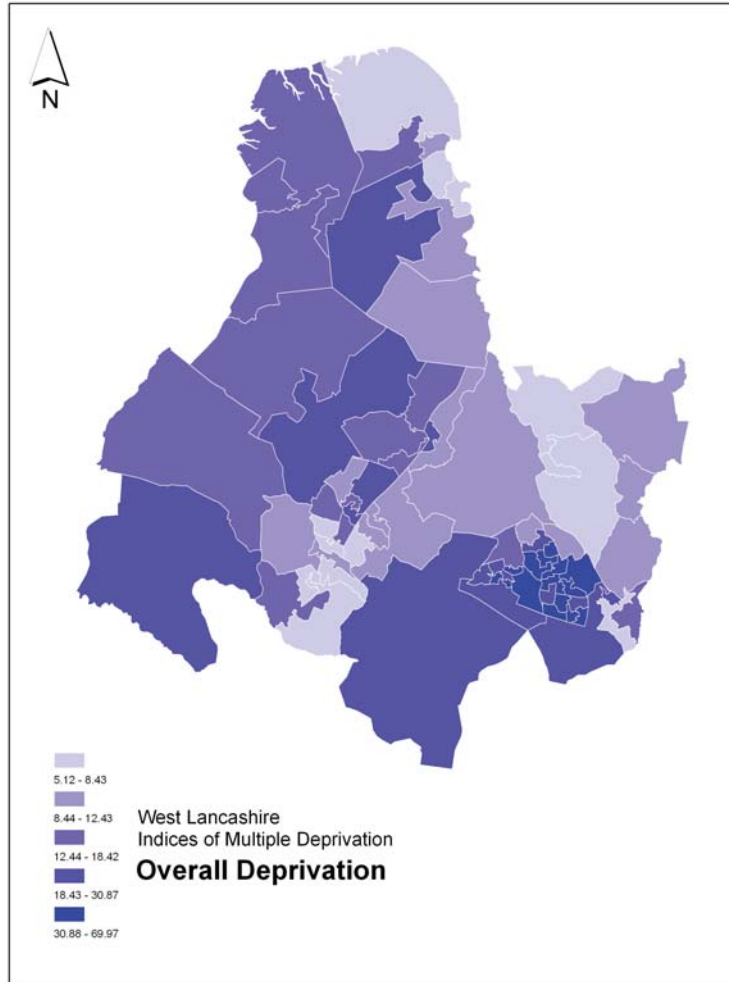 N
5.12 - 8.43
8.44 - 12.43
12.44 - 18.42
18.43 - 30.87
30.88 - 69.97
West Lancashire
Indices of Multiple Deprivation
Overall Deprivation